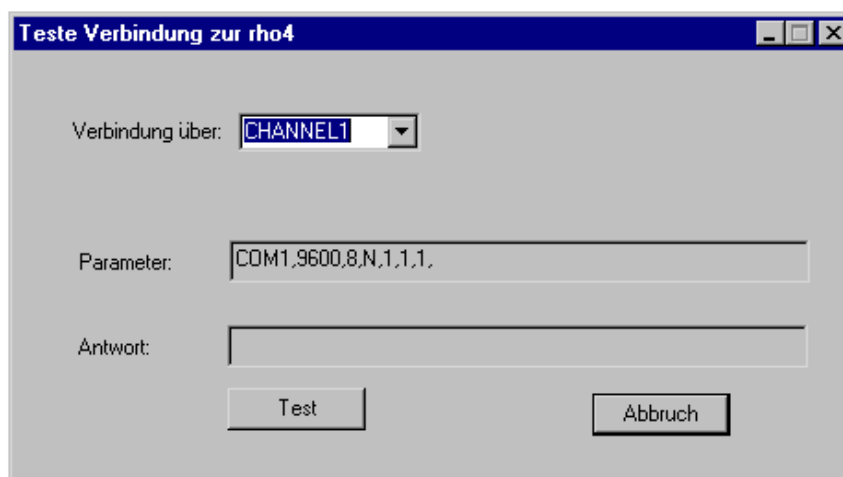 Teste Verbindung zur rho4
Verbindung über: CHANNEL1
Parameter: COM1,9600,8,N,1,1,1,
Antwort:
Test Abbruch